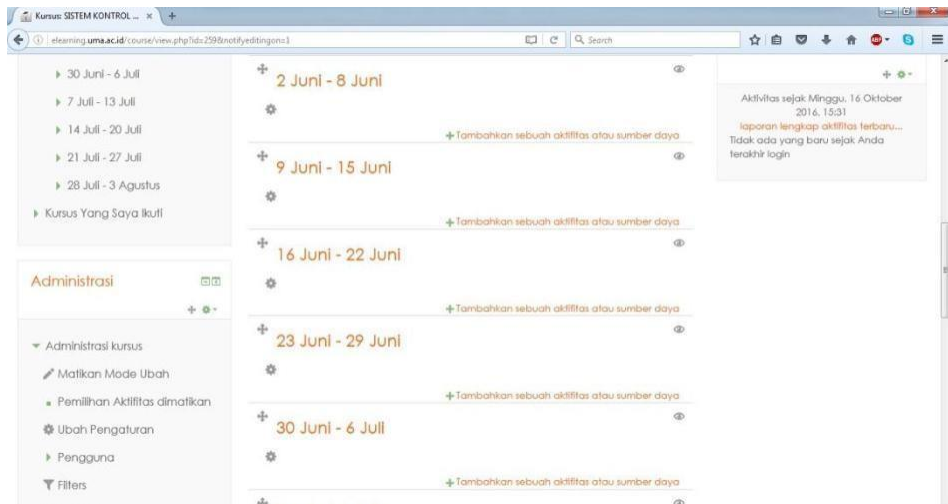 Kursus: SISTEM KONTROL ...
elearning.uma.ac.id/course/view.php?id=259&notifyeditingon=1
Search
30 Juni - 6 Juli
7 Juli - 13 Juli
14 Juli - 20 Juli
21 Juli - 27 Juli
28 Juli - 3 Agustus
Kursus Yang Saya Ikuti
Administrasi
Administrasi kursus
Matikan Mode Ubah
Pemilihan Aktifitas dimatikan
Ubah Pengaturan
Pengguna
Filters
2 Juni - 8 Juni
Tambahkan sebuah aktifitas atau sumber daya
9 Juni - 15 Juni
Tambahkan sebuah aktifitas atau sumber daya
16 Juni - 22 Juni
Tambahkan sebuah aktifitas atau sumber daya
23 Juni - 29 Juni
Tambahkan sebuah aktifitas atau sumber daya
30 Juni - 6 Juli
Tambahkan sebuah aktifitas atau sumber daya
Aktivitas sejak Minggu, 16 Oktober
2016, 15:31
laporan lengkap aktifitas terbaru...
Tidak ada yang baru sejak Anda
terakhir login